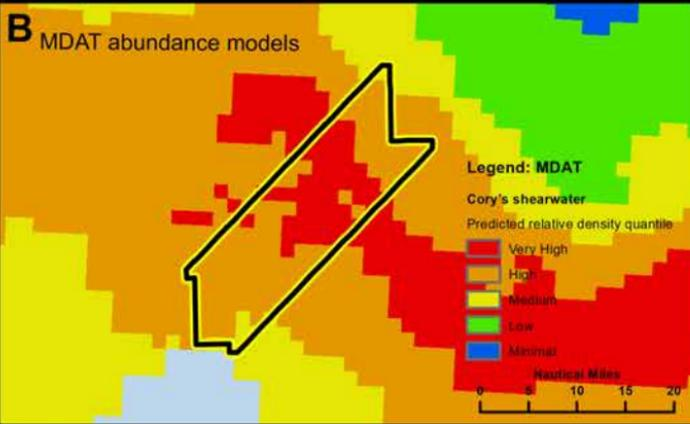 B
MDAT abundance models
Legend: MDAT
Cory's shearwater
Predicted relative density quantile
Very High
High
Medium
Low
Minimal
Nautical Miles
0 5 10 15 20